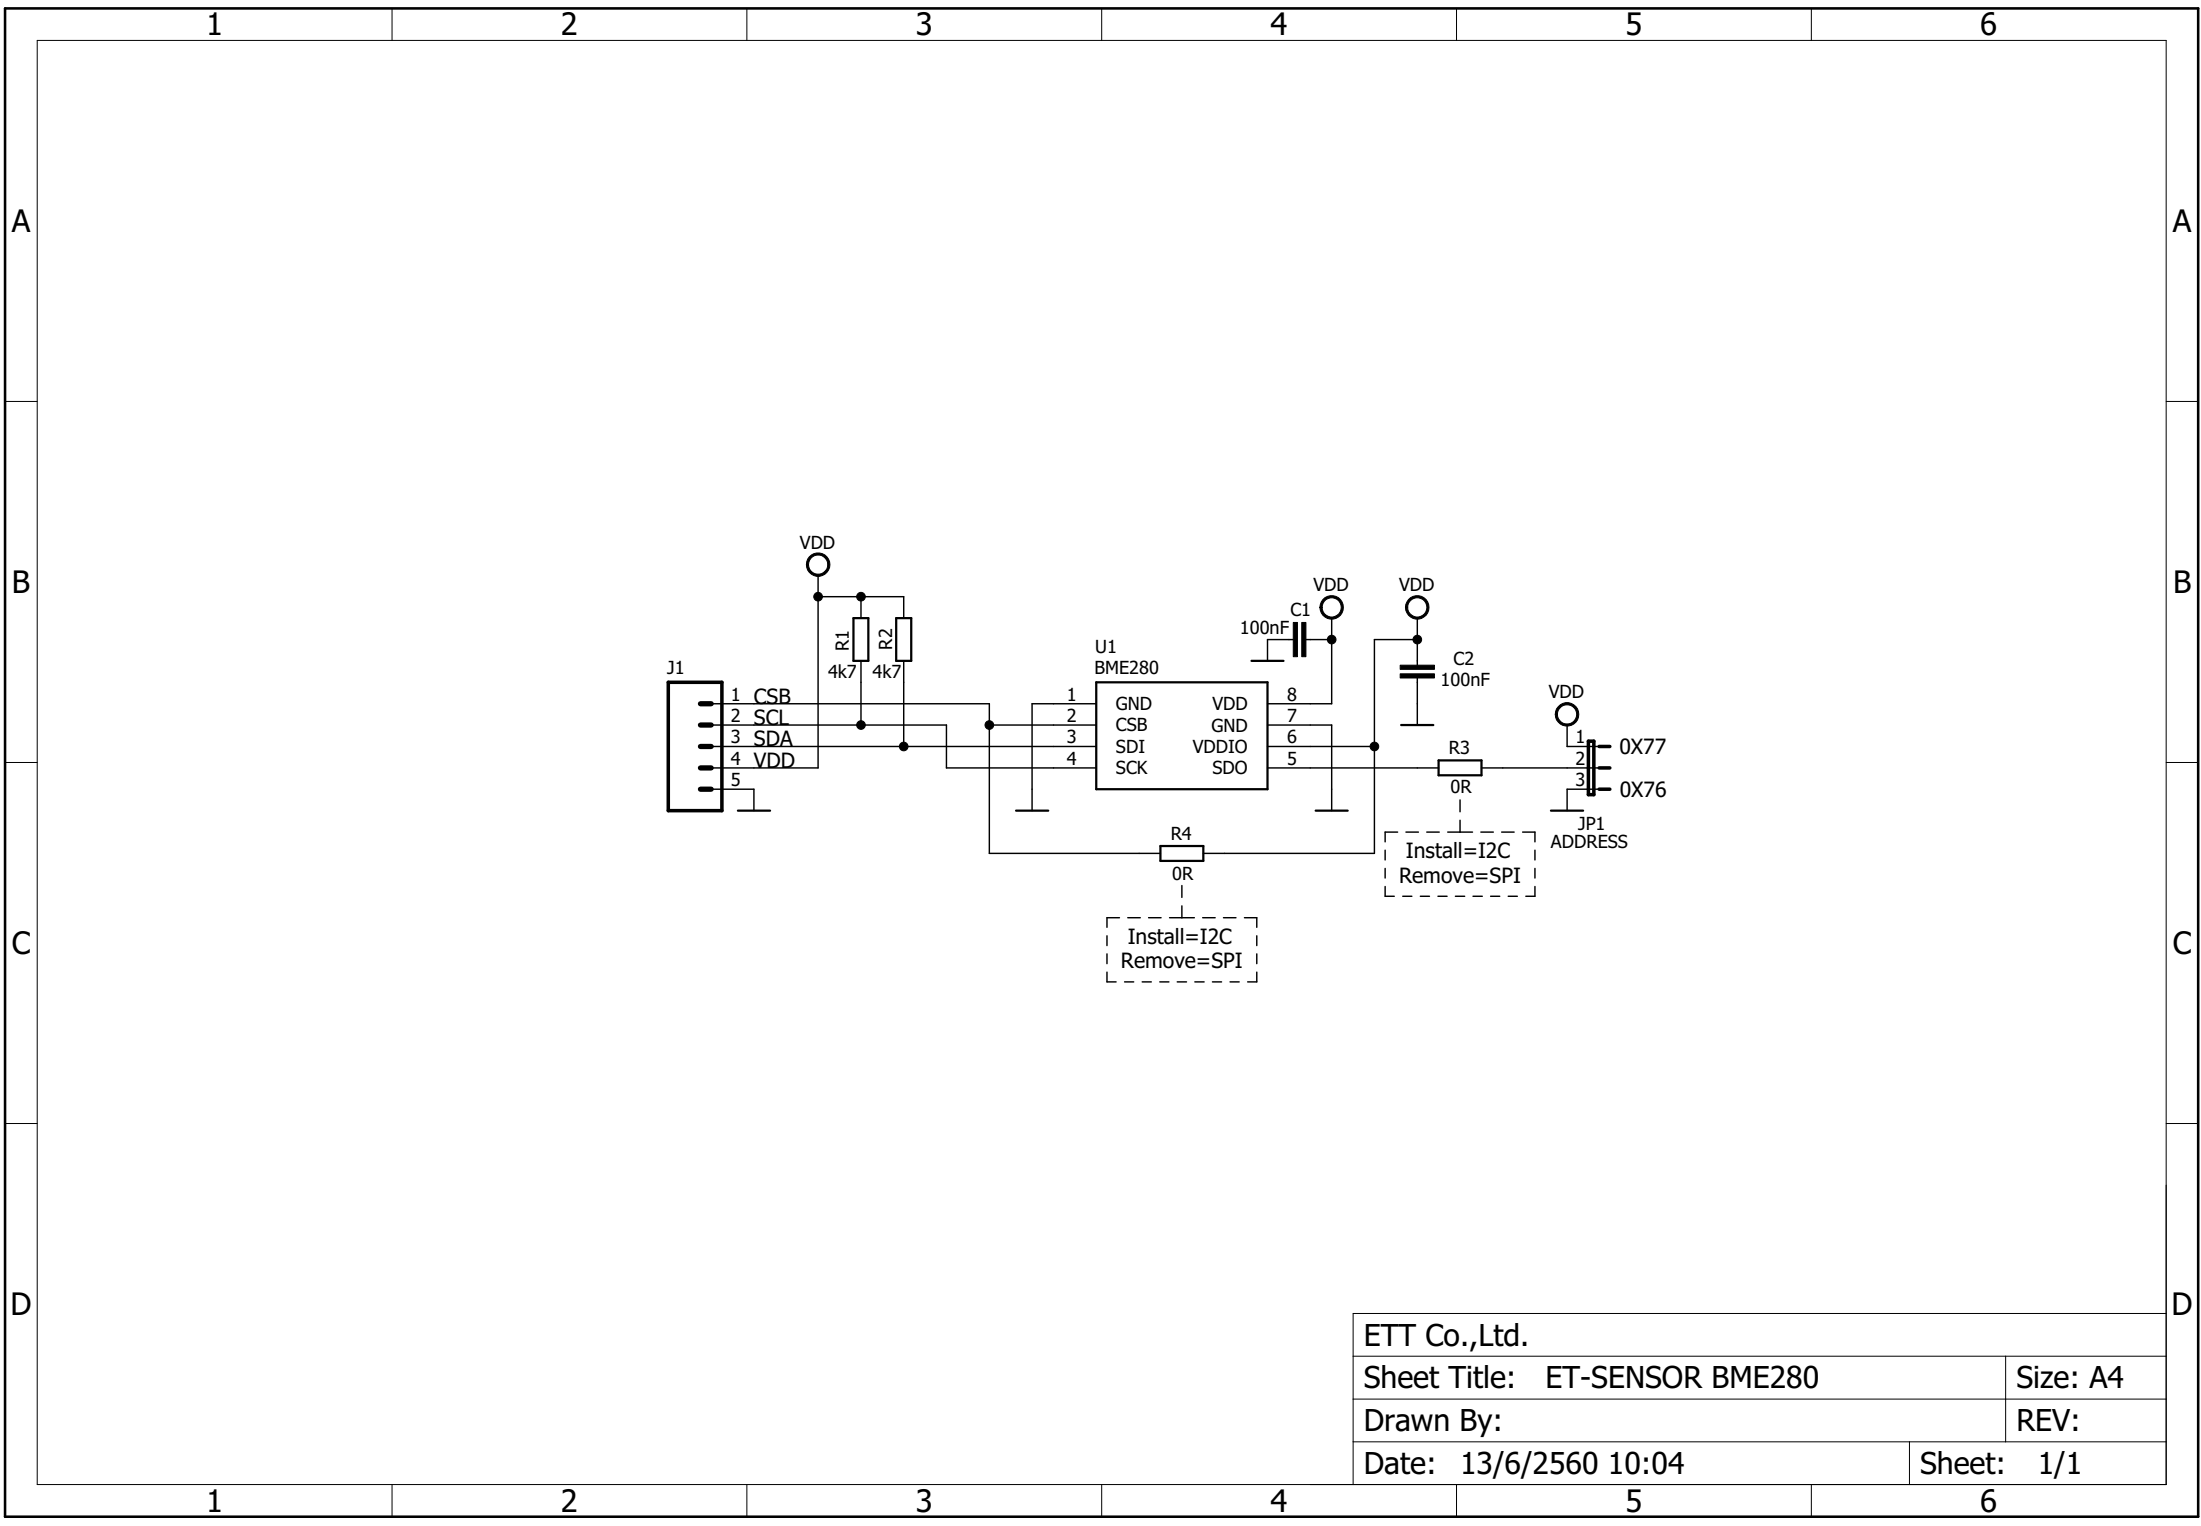 1 2 3 4 5 6
A A
VDD
B B
VDD VDD
C1
100nF
R1 R2
U1
BME280
C2
100nF
J1
4k7 4k7
VDD
1 CSB
2 SCL
3 SDA
4 VDD
5
1 GND VDD 8
2 CSB GND 7
3 SDI VDDIO 6
4 SCK SDO 5
R3
0R
1 0X77
2
3 0X76
JP1
ADDRESS
R4
0R
Install=I2C
Remove=SPI
Install=I2C
Remove=SPI
C C
D D
ETT Co.,Ltd.
Sheet Title: ET-SENSOR BME280 Size: A4
Drawn By: REV:
Date: 13/6/2560 10:04 Sheet: 1/1
1 2 3 4 5 6